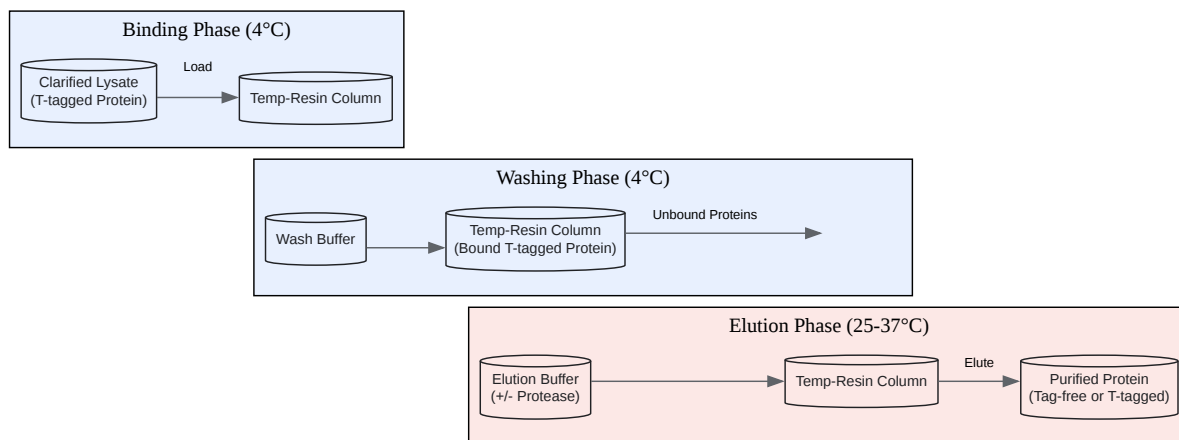 Binding Phase (4°C)
Load
Clarified Lysate
(T-tagged Protein)
Temp-Resin Column
Washing Phase (4°C)
Unbound Proteins
Wash Buffer
Temp-Resin Column
(Bound T-tagged Protein)
Elution Phase (25-37°C)
Elute
Elution Buffer
(+/- Protease)
Temp-Resin Column
Purified Protein
(Tag-free or T-tagged)